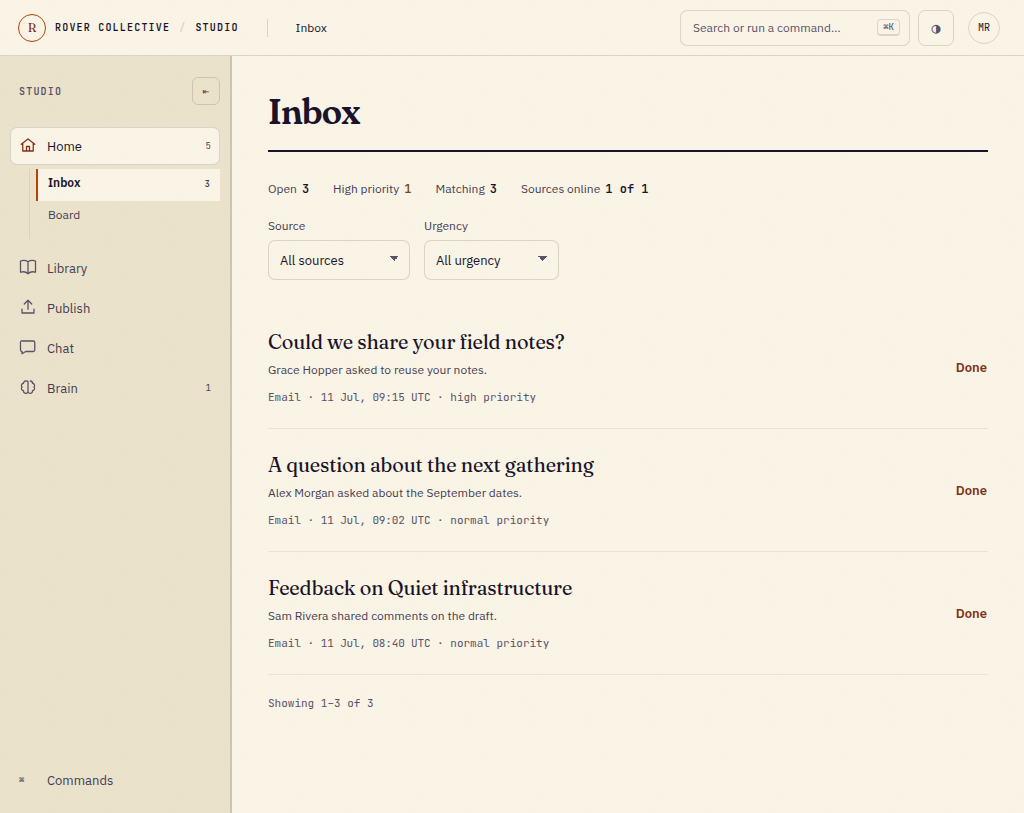 R ROVER COLLECTIVE / STUDIO Inbox Search or run a command... ⌘K MR
STUDIO
Home 5
Inbox 3
Board
Library
Publish
Chat
Brain 1
⌘ Commands
Inbox
Open 3 High priority 1 Matching 3 Sources online 1 of 1
Source Urgency
All sources All urgency
Could we share your field notes?
Grace Hopper asked to reuse your notes.
Email · 11 Jul, 09:15 UTC · high priority
Done
A question about the next gathering
Alex Morgan asked about the September dates.
Email · 11 Jul, 09:02 UTC · normal priority
Done
Feedback on Quiet infrastructure
Sam Rivera shared comments on the draft.
Email · 11 Jul, 08:40 UTC · normal priority
Done
Showing 1–3 of 3